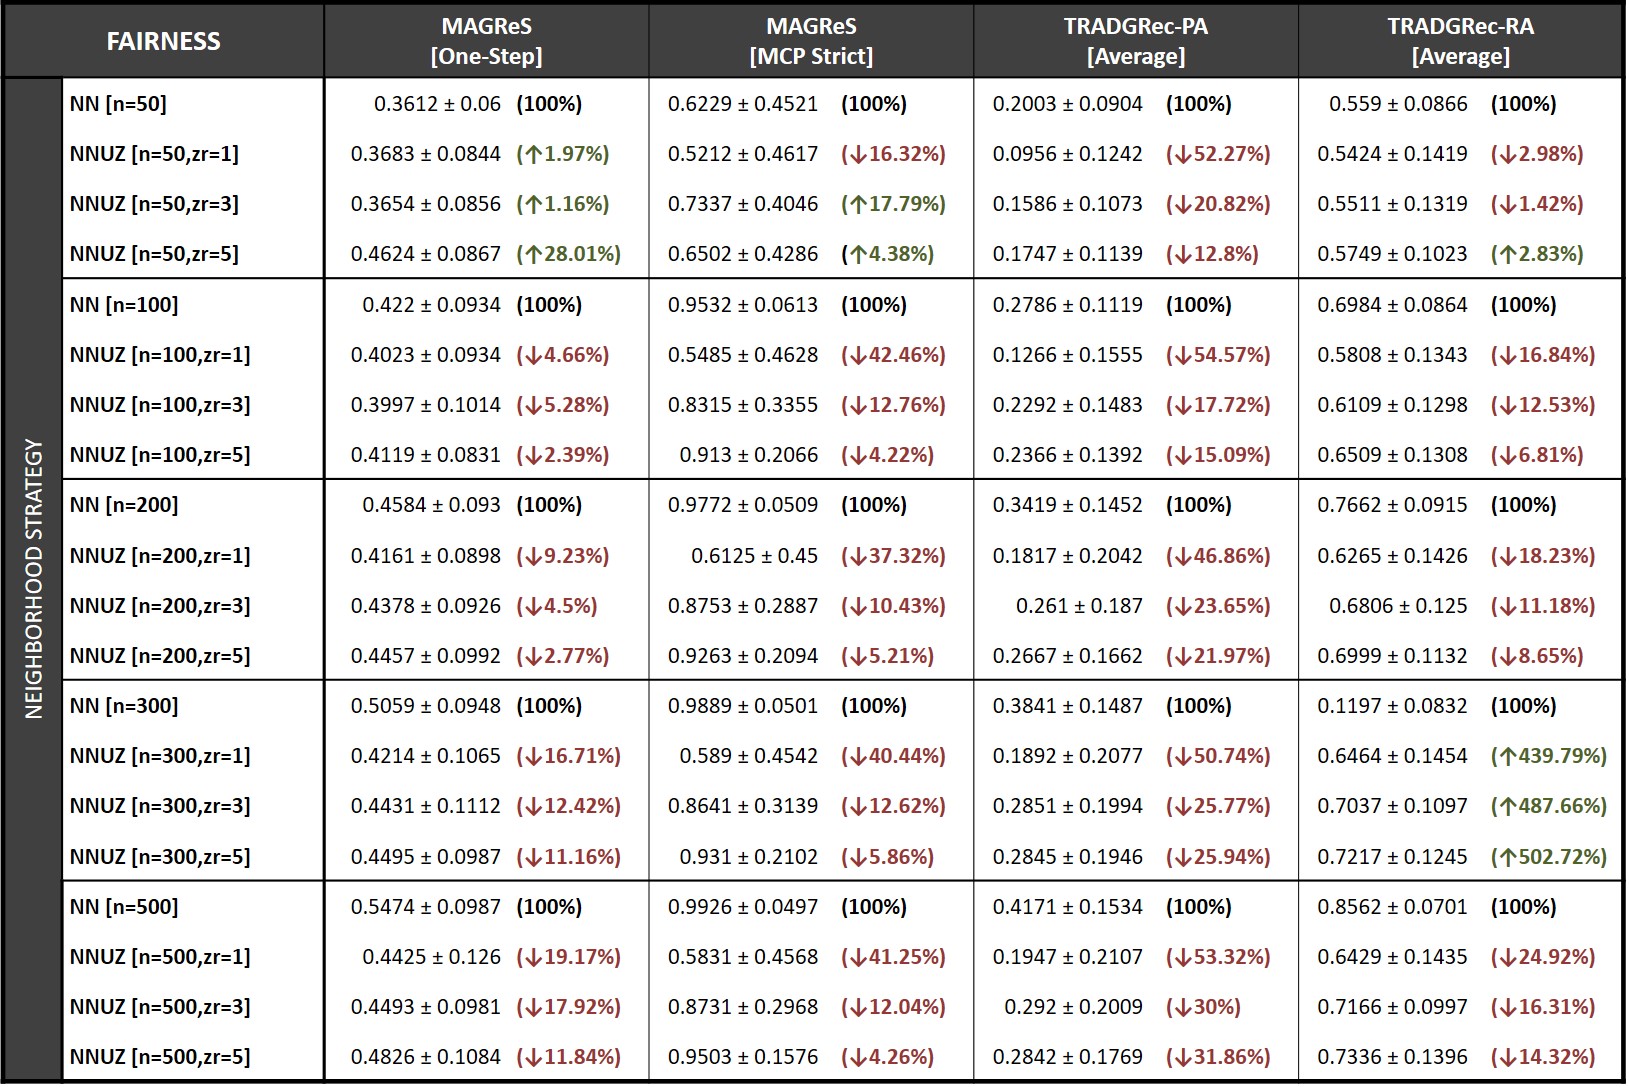 FAIRNESS MAGReS [One-Step] MAGReS [MCP Strict] TRADGRec-PA [Average] TRADGRec-RA [Average]
NEIGHBORHOOD STRATEGY
NN [n=50] 0.3612 ± 0.06 (100%) 0.6229 ± 0.4521 (100%) 0.2003 ± 0.0904 (100%) 0.559 ± 0.0866 (100%)
NNUZ [n=50,zr=1] 0.3683 ± 0.0844 (↑1.97%) 0.5212 ± 0.4617 (↓16.32%) 0.0956 ± 0.1242 (↓52.27%) 0.5424 ± 0.1419 (↓2.98%)
NNUZ [n=50,zr=3] 0.3654 ± 0.0856 (↑1.16%) 0.7337 ± 0.4046 (↑17.79%) 0.1586 ± 0.1073 (↓20.82%) 0.5511 ± 0.1319 (↓1.42%)
NNUZ [n=50,zr=5] 0.4624 ± 0.0867 (↑28.01%) 0.6502 ± 0.4286 (↑4.38%) 0.1747 ± 0.1139 (↓12.8%) 0.5749 ± 0.1023 (↑2.83%)
NN [n=100] 0.422 ± 0.0934 (100%) 0.9532 ± 0.0613 (100%) 0.2786 ± 0.1119 (100%) 0.6984 ± 0.0864 (100%)
NNUZ [n=100,zr=1] 0.4023 ± 0.0934 (↓4.66%) 0.5485 ± 0.4628 (↓42.46%) 0.1266 ± 0.1555 (↓54.57%) 0.5808 ± 0.1343 (↓16.84%)
NNUZ [n=100,zr=3] 0.3997 ± 0.1014 (↓5.28%) 0.8315 ± 0.3355 (↓12.76%) 0.2292 ± 0.1483 (↓17.72%) 0.6109 ± 0.1298 (↓12.53%)
NNUZ [n=100,zr=5] 0.4119 ± 0.0831 (↓2.39%) 0.913 ± 0.2066 (↓4.22%) 0.2366 ± 0.1392 (↓15.09%) 0.6509 ± 0.1308 (↓6.81%)
NN [n=200] 0.4584 ± 0.093 (100%) 0.9772 ± 0.0509 (100%) 0.3419 ± 0.1452 (100%) 0.7662 ± 0.0915 (100%)
NNUZ [n=200,zr=1] 0.4161 ± 0.0898 (↓9.23%) 0.6125 ± 0.45 (↓37.32%) 0.1817 ± 0.2042 (↓46.86%) 0.6265 ± 0.1426 (↓18.23%)
NNUZ [n=200,zr=3] 0.4378 ± 0.0926 (↓4.5%) 0.8753 ± 0.2887 (↓10.43%) 0.261 ± 0.187 (↓23.65%) 0.6806 ± 0.125 (↓11.18%)
NNUZ [n=200,zr=5] 0.4457 ± 0.0992 (↓2.77%) 0.9263 ± 0.2094 (↓5.21%) 0.2667 ± 0.1662 (↓21.97%) 0.6999 ± 0.1132 (↓8.65%)
NN [n=300] 0.5059 ± 0.0948 (100%) 0.9889 ± 0.0501 (100%) 0.3841 ± 0.1487 (100%) 0.1197 ± 0.0832 (100%)
NNUZ [n=300,zr=1] 0.4214 ± 0.1065 (↓16.71%) 0.589 ± 0.4542 (↓40.44%) 0.1892 ± 0.2077 (↓50.74%) 0.6464 ± 0.1454 (↑439.79%)
NNUZ [n=300,zr=3] 0.4431 ± 0.1112 (↓12.42%) 0.8641 ± 0.3139 (↓12.62%) 0.2851 ± 0.1994 (↓25.77%) 0.7037 ± 0.1097 (↑487.66%)
NNUZ [n=300,zr=5] 0.4495 ± 0.0987 (↓11.16%) 0.931 ± 0.2102 (↓5.86%) 0.2845 ± 0.1946 (↓25.94%) 0.7217 ± 0.1245 (↑502.72%)
NN [n=500] 0.5474 ± 0.0987 (100%) 0.9926 ± 0.0497 (100%) 0.4171 ± 0.1534 (100%) 0.8562 ± 0.0701 (100%)
NNUZ [n=500,zr=1] 0.4425 ± 0.126 (↓19.17%) 0.5831 ± 0.4568 (↓41.25%) 0.1947 ± 0.2107 (↓53.32%) 0.6429 ± 0.1435 (↓24.92%)
NNUZ [n=500,zr=3] 0.4493 ± 0.0981 (↓17.92%) 0.8731 ± 0.2968 (↓12.04%) 0.292 ± 0.2009 (↓30%) 0.7166 ± 0.0997 (↓16.31%)
NNUZ [n=500,zr=5] 0.4826 ± 0.1084 (↓11.84%) 0.9503 ± 0.1576 (↓4.26%) 0.2842 ± 0.1769 (↓31.86%) 0.7336 ± 0.1396 (↓14.32%)